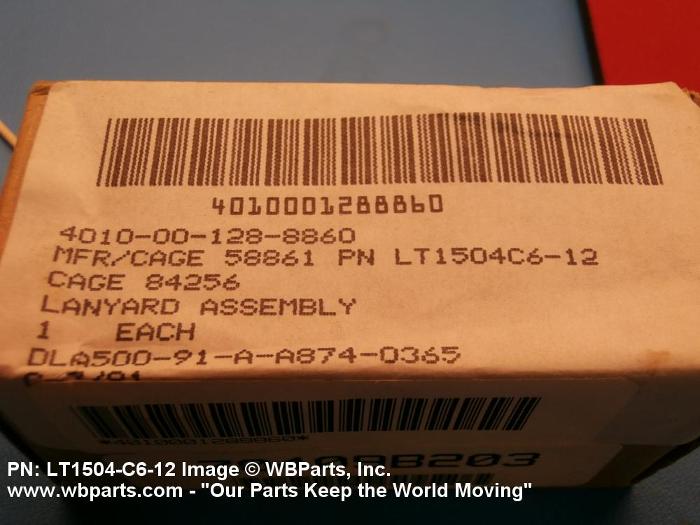 4010001288860
4010-00-128-8860
MFR/CAGE 58861 PN LT1504C6-12
CAGE 84256
LANYARD ASSEMBLY
1 EACH
DLA500-91-A-A874-0365
*4010001288860*
PN: LT1504-C6-12 Image © WBParts, Inc.
www.wbparts.com - "Our Parts Keep the World Moving"